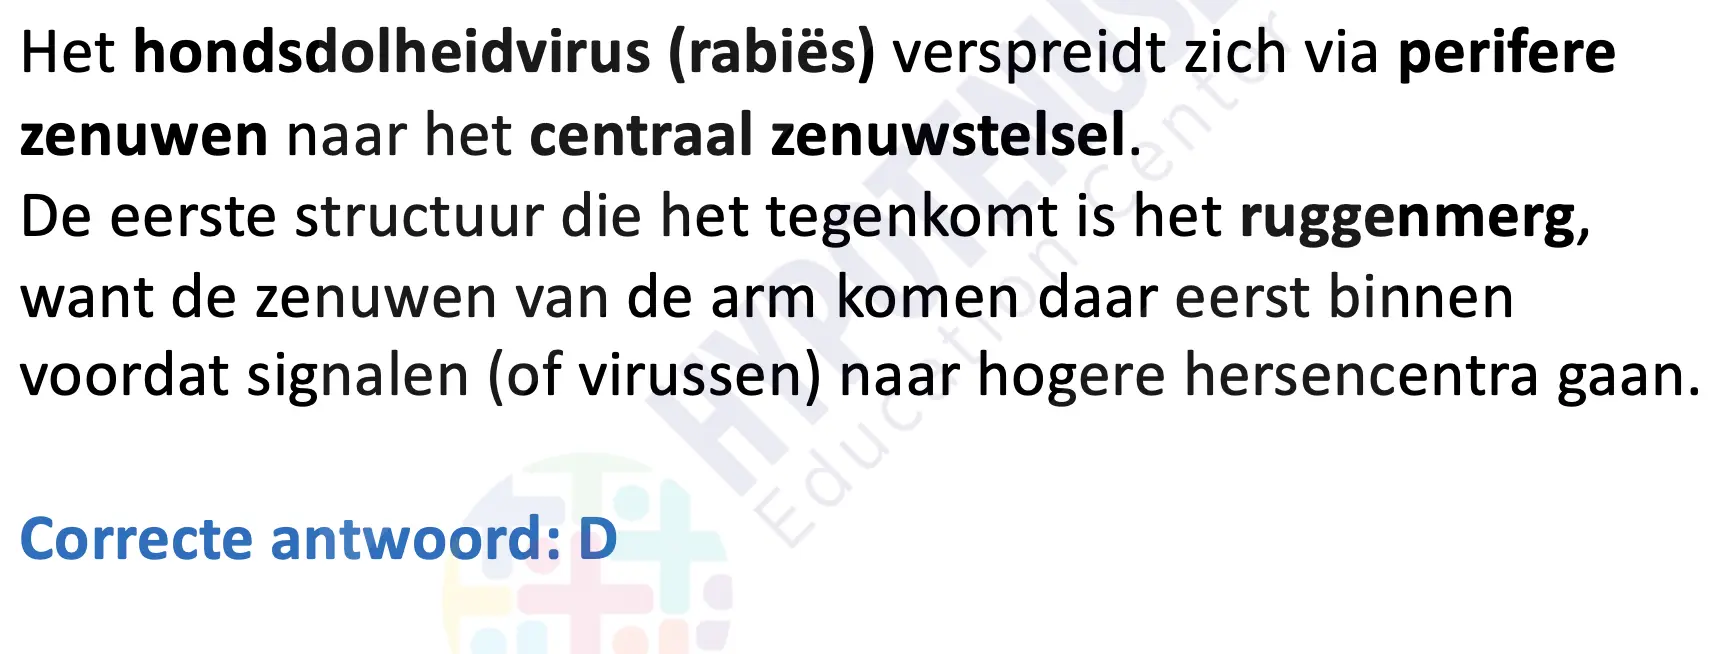 Het hondsdolheidvirus (rabiës) verspreidt zich via perifere
zenuwen naar het centraal zenuwstelsel.
De eerste structuur die het tegenkomt is het ruggenmerg,
want de zenuwen van de arm komen daar eerst binnen
voordat signalen (of virussen) naar hogere hersencentra gaan.
Correcte antwoord: D
HYPOTENUSE
Education Center